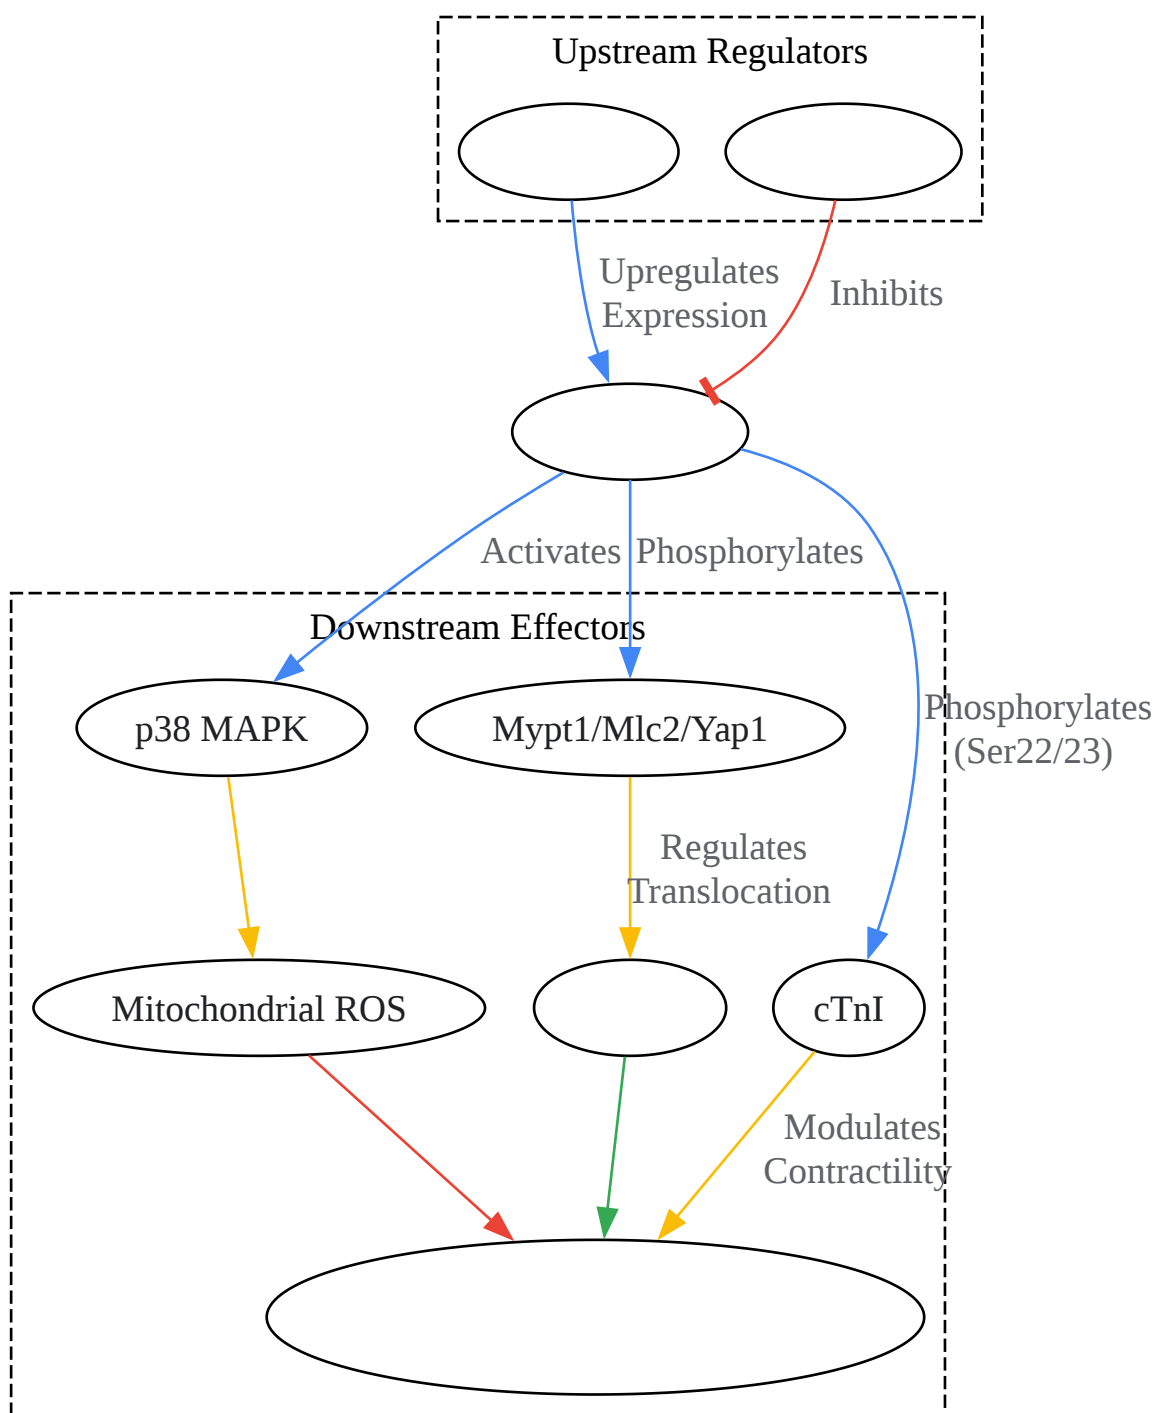 Upstream Regulators
Upregulates
Expression
Inhibits
Activates
Phosphorylates
Downstream Effectors
p38 MAPK
Mypt1/Mlc2/Yap1
Phosphorylates
(Ser22/23)
Regulates
Translocation
Mitochondrial ROS
cTnI
Modulates
Contractility